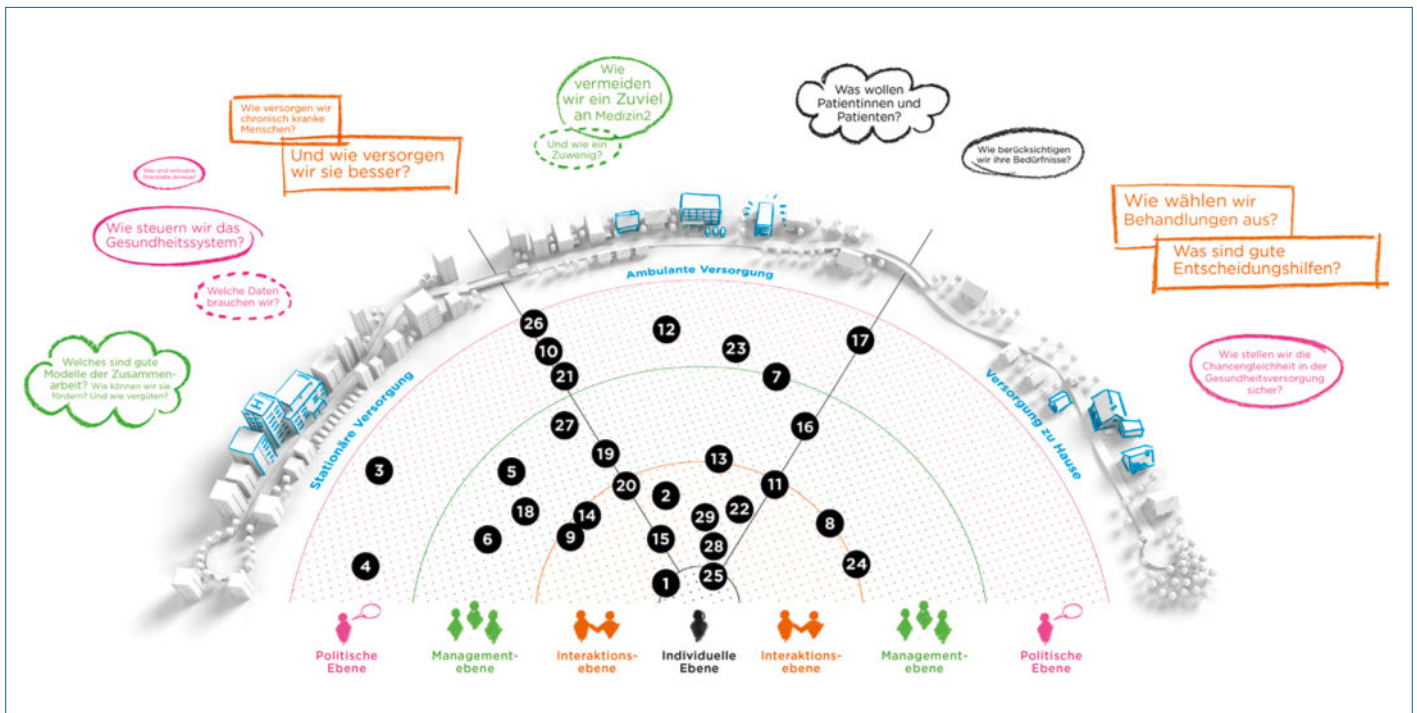 Wie
vermeiden
wir ein Zuviel
an Medizin2
Und wie ein
Zuwenig?
Was wollen
Patientinnen und
Patienten?
Wie berücksichtigen
wir ihre Bedürfnisse?
Wie versorgen wir
chronisch kranke
Menschen?
Und wie versorgen
wir sie besser?
Was sind wirksame
finanzielle Anreize?
Wie steuern wir das
Gesundheitssystem?
Welche Daten
brauchen wir?
Welches sind gute
Modelle der Zusammen-
arbeit? Wie können wir sie
fördern? Und wie vergüten?
Wie wählen wir
Behandlungen aus?
Was sind gute
Entscheidungshilfen?
Wie stellen wir die
Chancengleichheit in der
Gesundheitsversorgung
sicher?
H
Stationäre Versorgung
Ambulante Versorgung
Versorgung zu Hause
26
12
17
10
23
21
7
27
16
19
13
3
5
20
11
2
18
14
29
22
8
6
9
15
28
4
24
1
25
Politische
Ebene
Management-
ebene
Interaktions-
ebene
Individuelle
Ebene
Interaktions-
ebene
Management-
ebene
Politische
Ebene